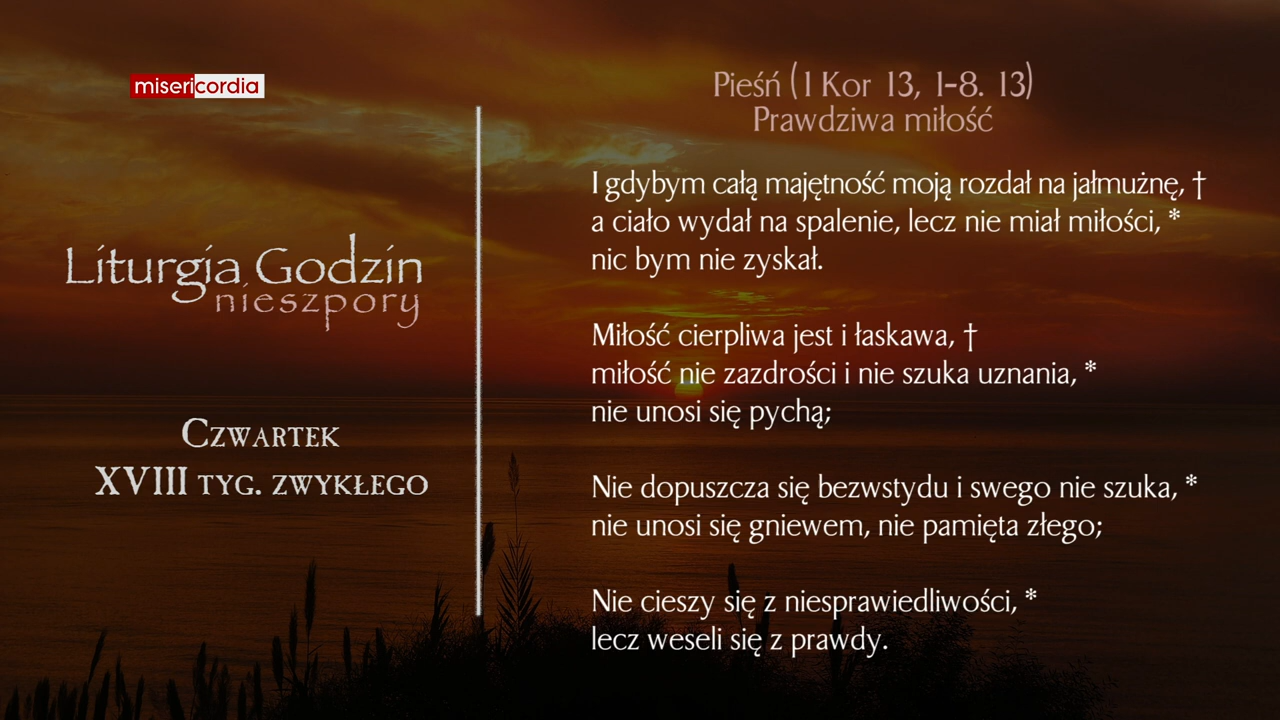 misericordia
Liturgia Godzin
nieszpory
Czwartek
XVIII tyg. zwykłego
Pieśń (1 Kor 13, 1-8. 13)
Prawdziwa miłość
I gdybym całą majętność moją rozdał na jałmużnę, †
a ciało wydał na spalenie, lecz nie miał miłości, *
nic bym nie zyskał.
Miłość cierpliwa jest i łaskawa, †
miłość nie zazdrości i nie szuka uznania, *
nie unosi się pychą;
Nie dopuszcza się bezwstydu i swego nie szuka, *
nie unosi się gniewem, nie pamięta złego;
Nie cieszy się z niesprawiedliwości, *
lecz weseli się z prawdy.